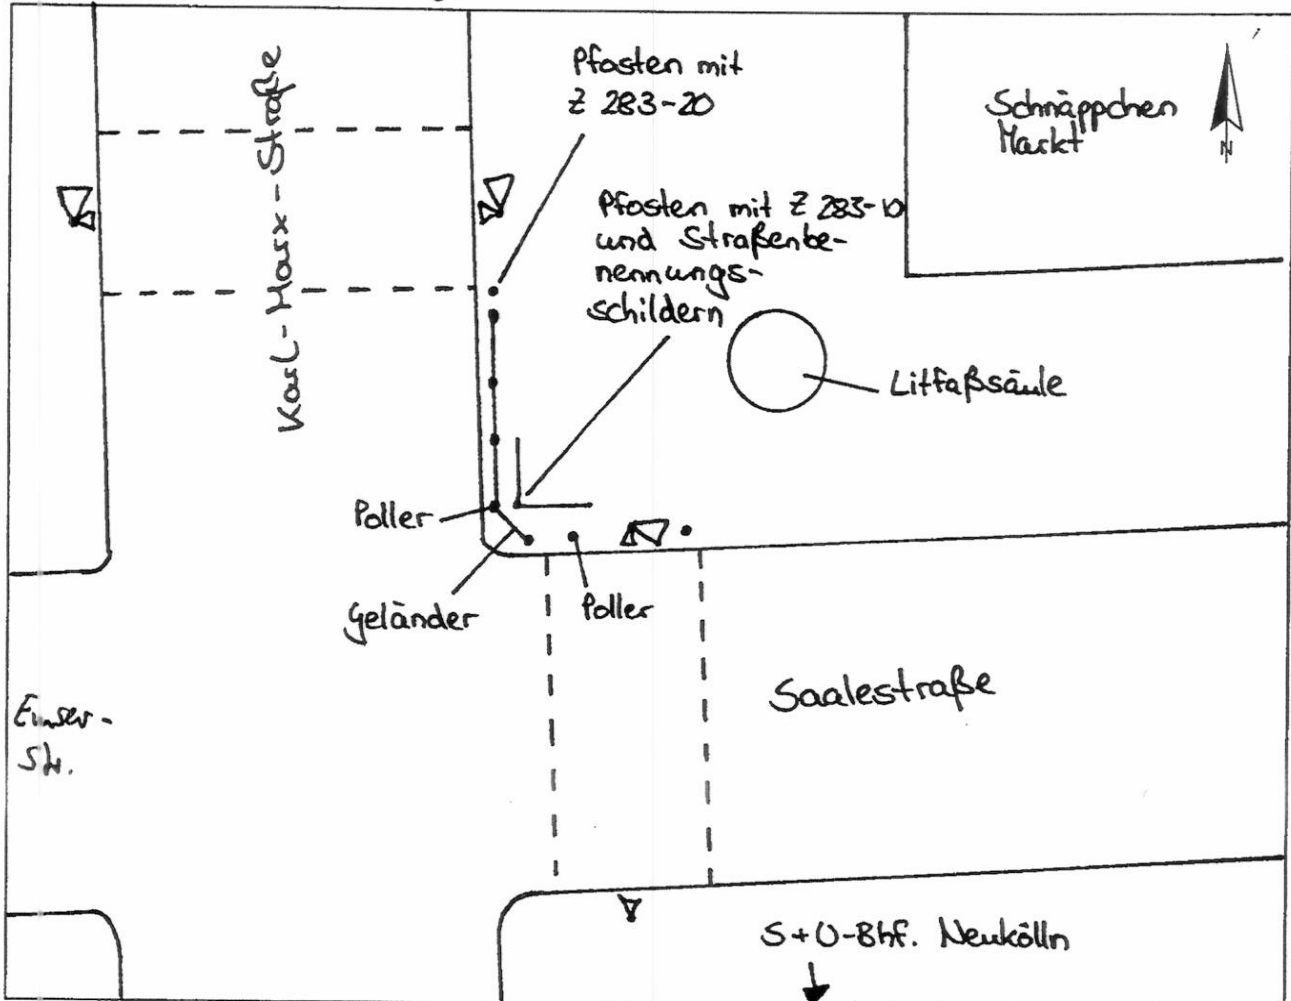 Pfosten mit
Z 283-20
Karl-Marx-Straße
Schnäppchen
Markt
N
Pfosten mit Z 283-10
und Straßenbe-
nennungs-
schildern
Litfaßsäule
Poller
Geländer
Poller
Saalestraße
Emser-
Str.
S+U-Bhf. Neukölln